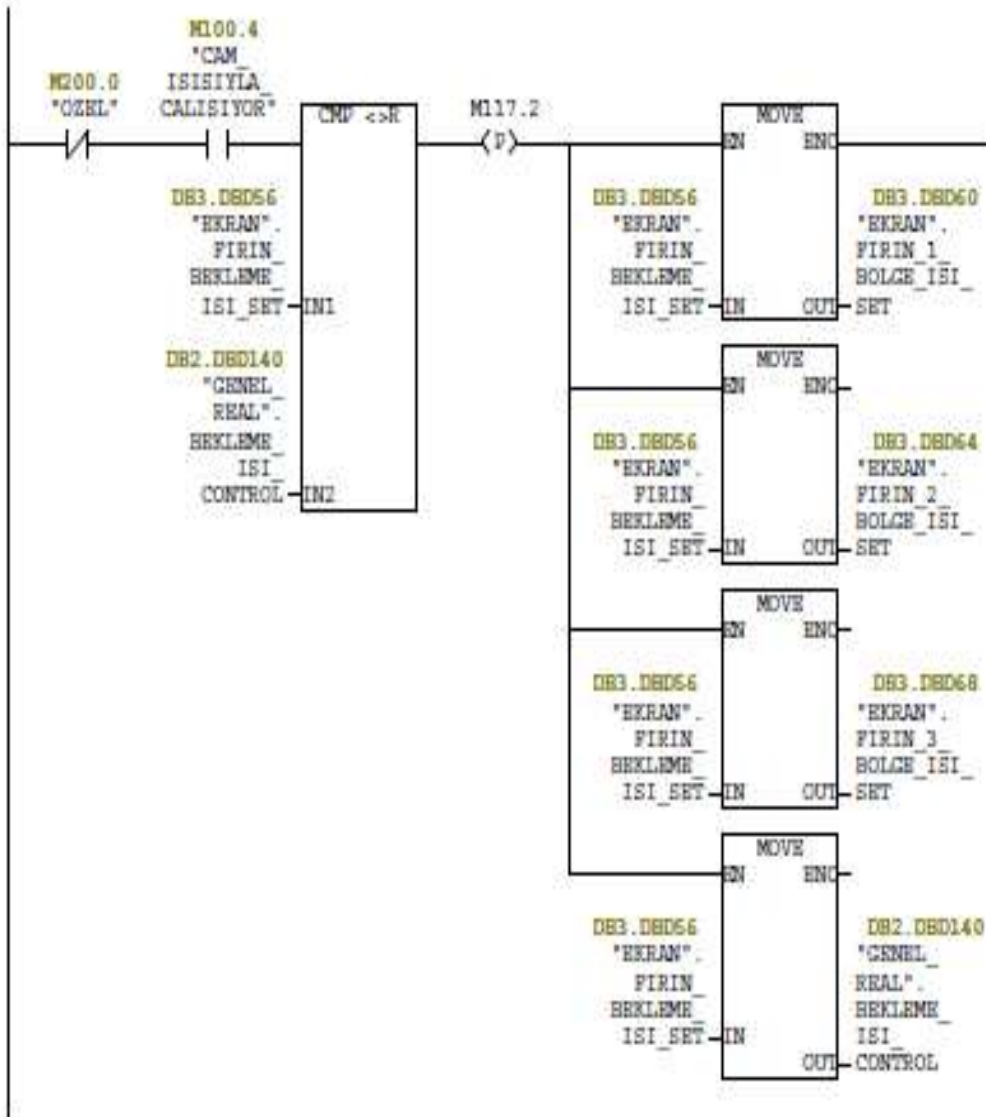 M100.4
"CAM_
M200.0 ISISIYLA_
"OZEL" CALISIYOR"
CMP <>R
M117.2
(P)
DB3.DBD56
"EKRAN".
FIRIN_
BEKLEME_
ISI_SET IN1
DB2.DBD140
"GENEL_
REAL".
BEKLEME_
ISI_
CONTROL IN2
MOVE
EN ENO
DB3.DBD56 DB3.DBD60
"EKRAN". "EKRAN".
FIRIN_ FIRIN_1_
BEKLEME_ BOLGE_ISI_
ISI_SET IN OUT SET
MOVE
EN ENO
DB3.DBD56 DB3.DBD64
"EKRAN". "EKRAN".
FIRIN_ FIRIN_2_
BEKLEME_ BOLGE_ISI_
ISI_SET IN OUT SET
MOVE
EN ENO
DB3.DBD56 DB3.DBD68
"EKRAN". "EKRAN".
FIRIN_ FIRIN_3_
BEKLEME_ BOLGE_ISI_
ISI_SET IN OUT SET
MOVE
EN ENO
DB3.DBD56 DB2.DBD140
"EKRAN". "GENEL_
FIRIN_ REAL".
BEKLEME_ BEKLEME_
ISI_SET IN ISI_
OUT CONTROL